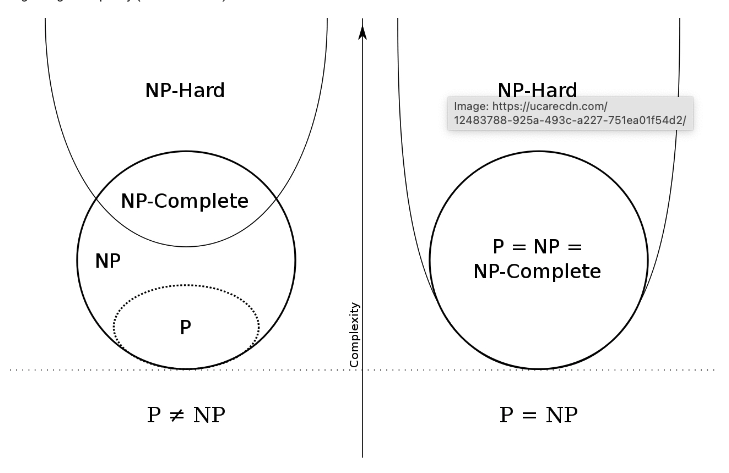 NP-Hard
NP-Complete
NP
P
P ≠ NP
Complexity
NP-Hard
Image: https://ucarecdn.com/
12483788-925a-493c-a227-751ea01f54d2/
P = NP =
NP-Complete
P = NP